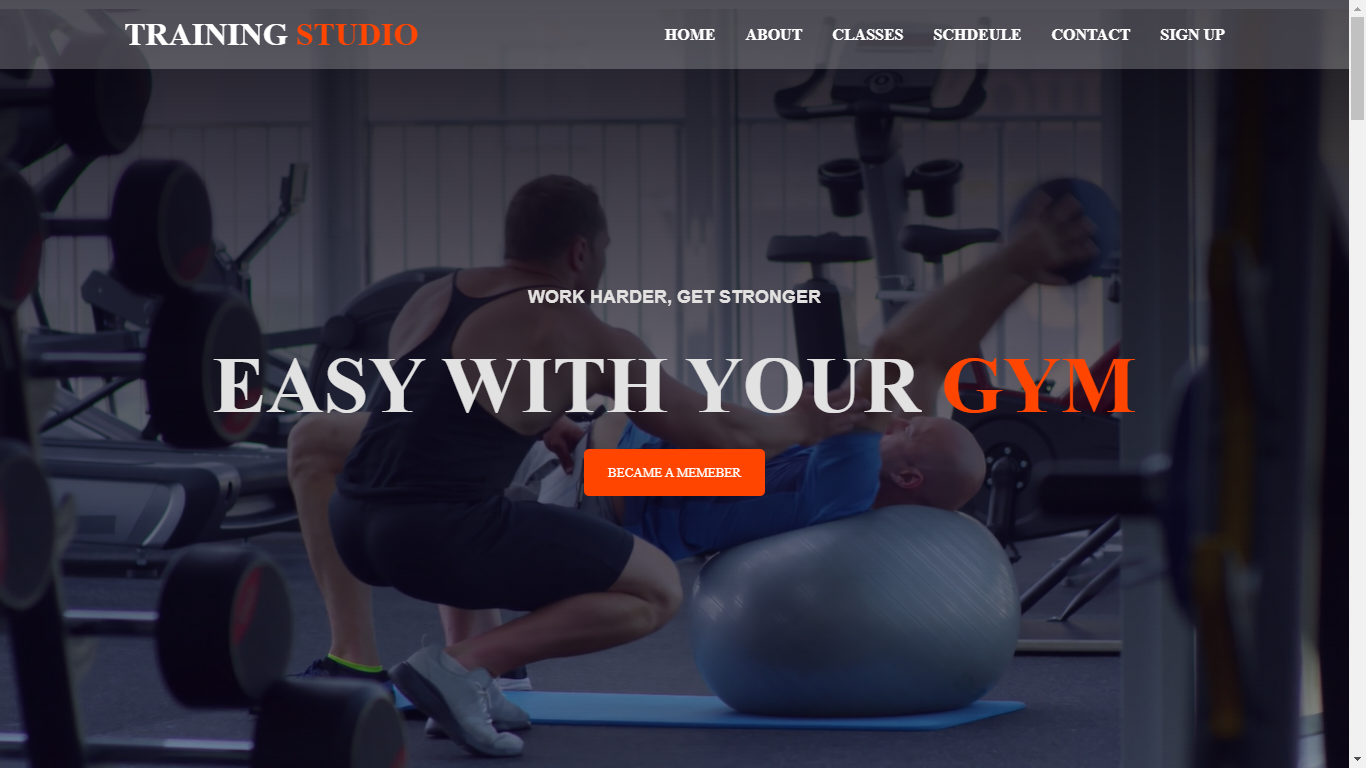 TRAINING STUDIO
HOME ABOUT CLASSES SCHDEULE CONTACT SIGN UP
WORK HARDER, GET STRONGER
EASY WITH YOUR GYM
BECAME A MEMEBER